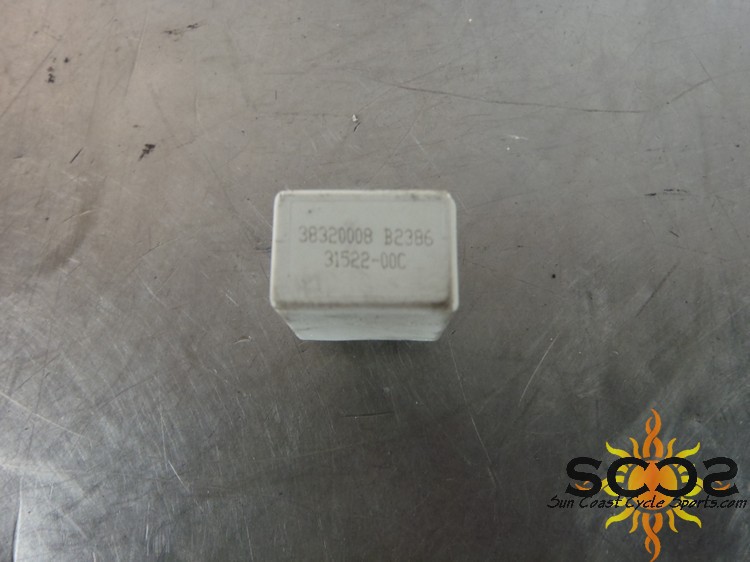 38320008 B2386
31522-00C
SCCS
Sun Coast Cycle Sports.com